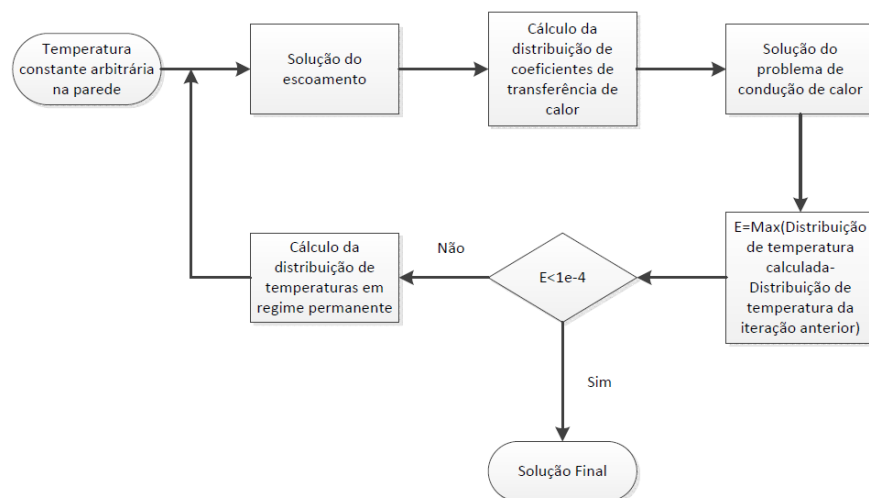 Temperatura
constante arbitrária
na parede
Solução do
escoamento
Cálculo da
distribuição de
coeficientes de
transferência de
calor
Solução do
problema de
condução de calor
E=Max(Distribuição
de temperatura
calculada-
Distribuição de
temperatura da
iteração anterior)
E<1e-4
Não
Cálculo da
distribuição de
temperaturas em
regime permanente
Sim
Solução Final